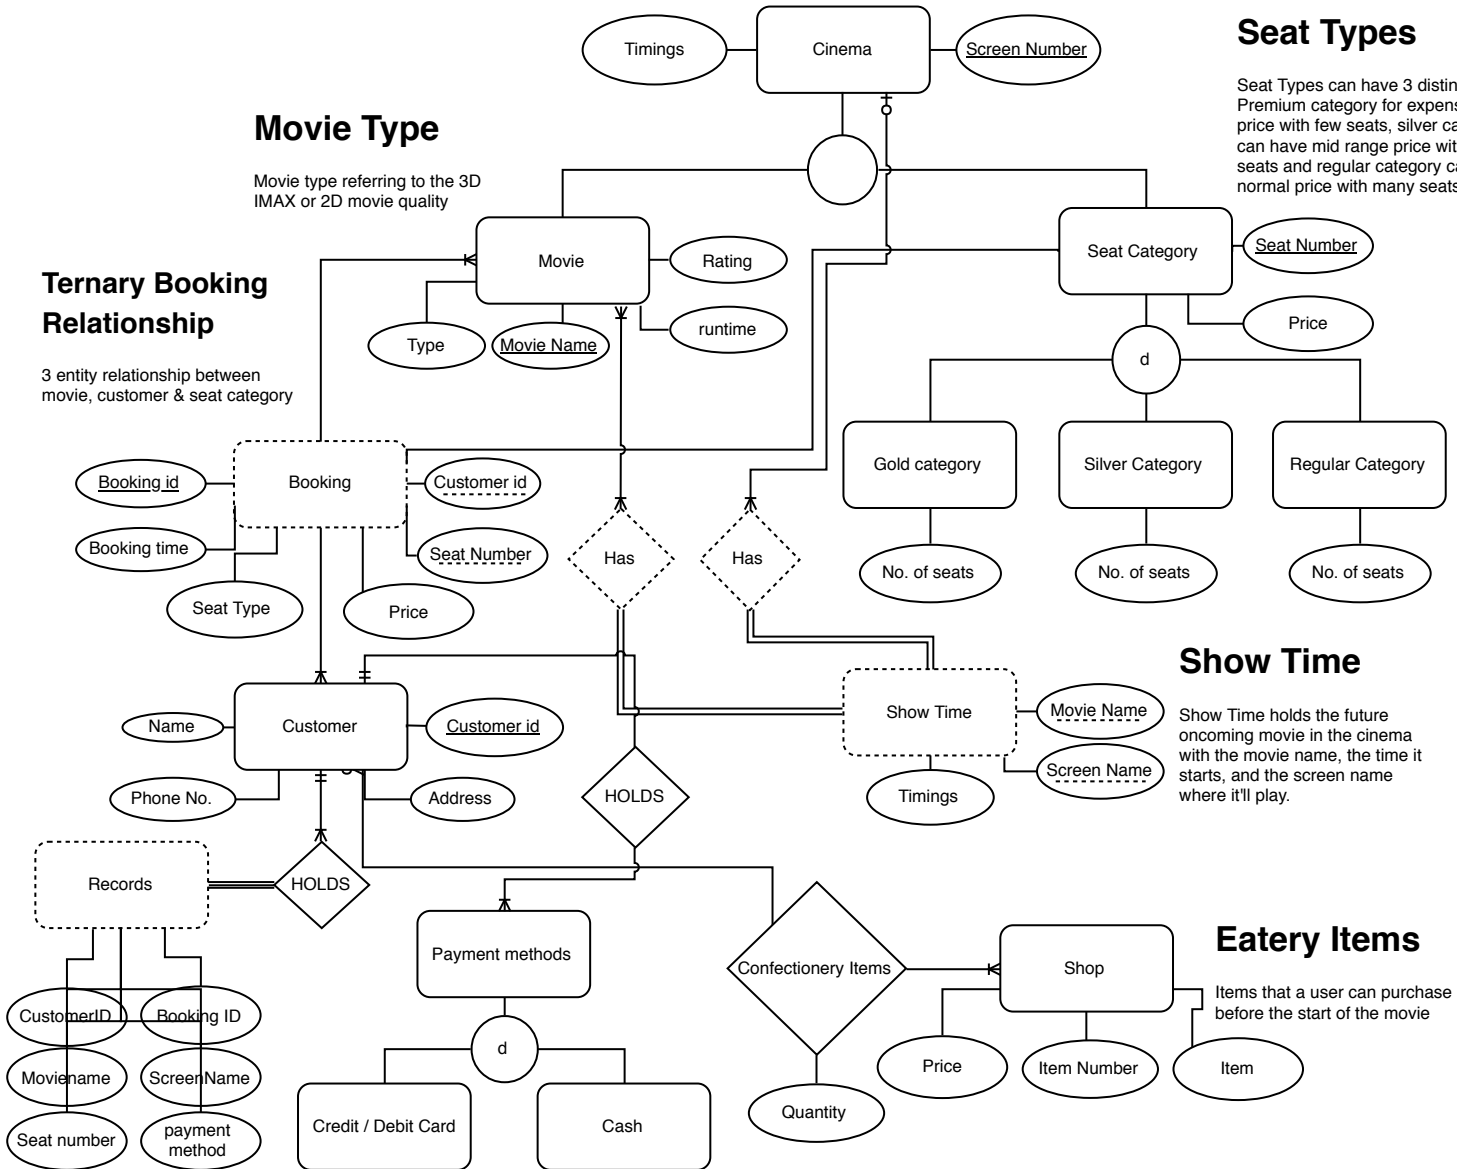 Timings
Cinema
Screen Number
Seat Types
Seat Types can have 3 distin
Premium category for expens
price with few seats, silver ca
can have mid range price wit
seats and regular category ca
normal price with many seats
Movie Type
Movie type referring to the 3D
IMAX or 2D movie quality
Movie
Rating
Type
Movie Name
runtime
Seat Category
Seat Number
Price
d
Gold category
Silver Category
Regular Category
No. of seats
No. of seats
No. of seats
Ternary Booking
Relationship
3 entity relationship between
movie, customer & seat category
Booking id
Booking
Customer id
Booking time
Seat Number
Seat Type
Price
Has
Has
Show Time
Show Time holds the future
oncoming movie in the cinema
with the movie name, the time it
starts, and the screen name
where it'll play.
Show Time
Movie Name
Screen Name
Timings
Name
Customer
Customer id
Phone No.
Address
HOLDS
Records
HOLDS
CustomerID
Booking ID
Moviename
ScreenName
Seat number
payment
method
Payment methods
d
Credit / Debit Card
Cash
Confectionery Items
Quantity
Shop
Price
Item Number
Item
Eatery Items
Items that a user can purchase
before the start of the movie